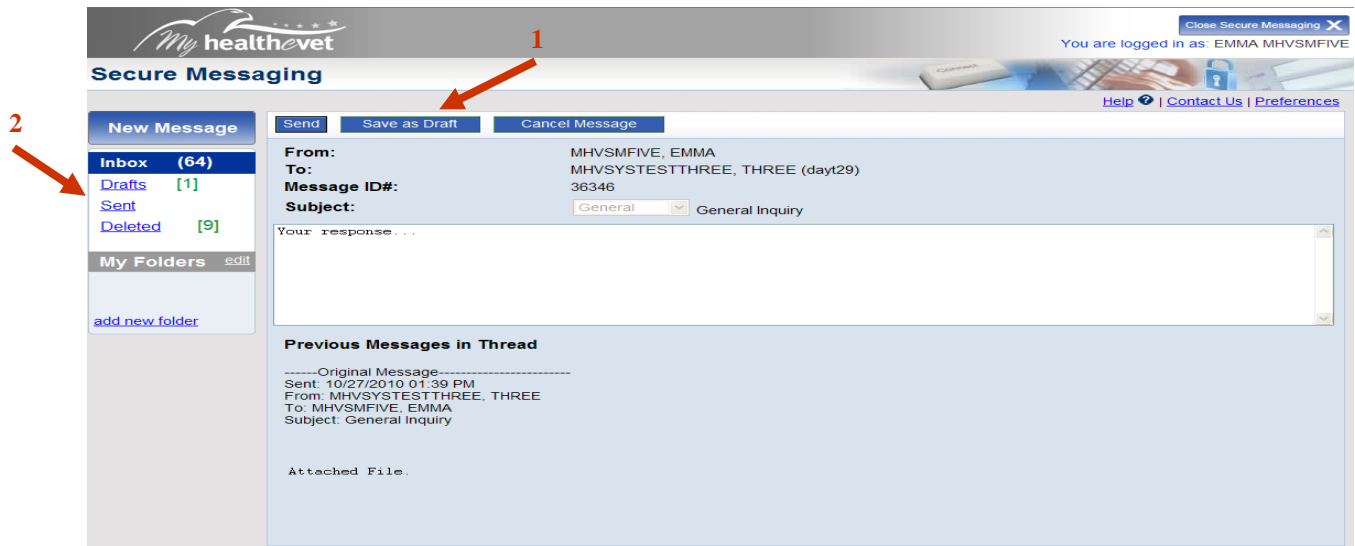 My healthevet
1
Close Secure Messaging X
You are logged in as: EMMA MHVSMFIVE
Secure Messaging
Connect
Help ? | Contact Us | Preferences
2
New Message
Send Save as Draft Cancel Message
Inbox (64)
Drafts [1]
Sent
Deleted [9]
My Folders edit
add new folder
From: MHVSMFIVE, EMMA
To: MHVSYSTESTTHREE, THREE (dayt29)
Message ID#: 36346
Subject: General General Inquiry
Your response...
Previous Messages in Thread
------Original Message------------------------
Sent: 10/27/2010 01:39 PM
From: MHVSYSTESTTHREE, THREE
To: MHVSMFIVE, EMMA
Subject: General Inquiry
Attached File.